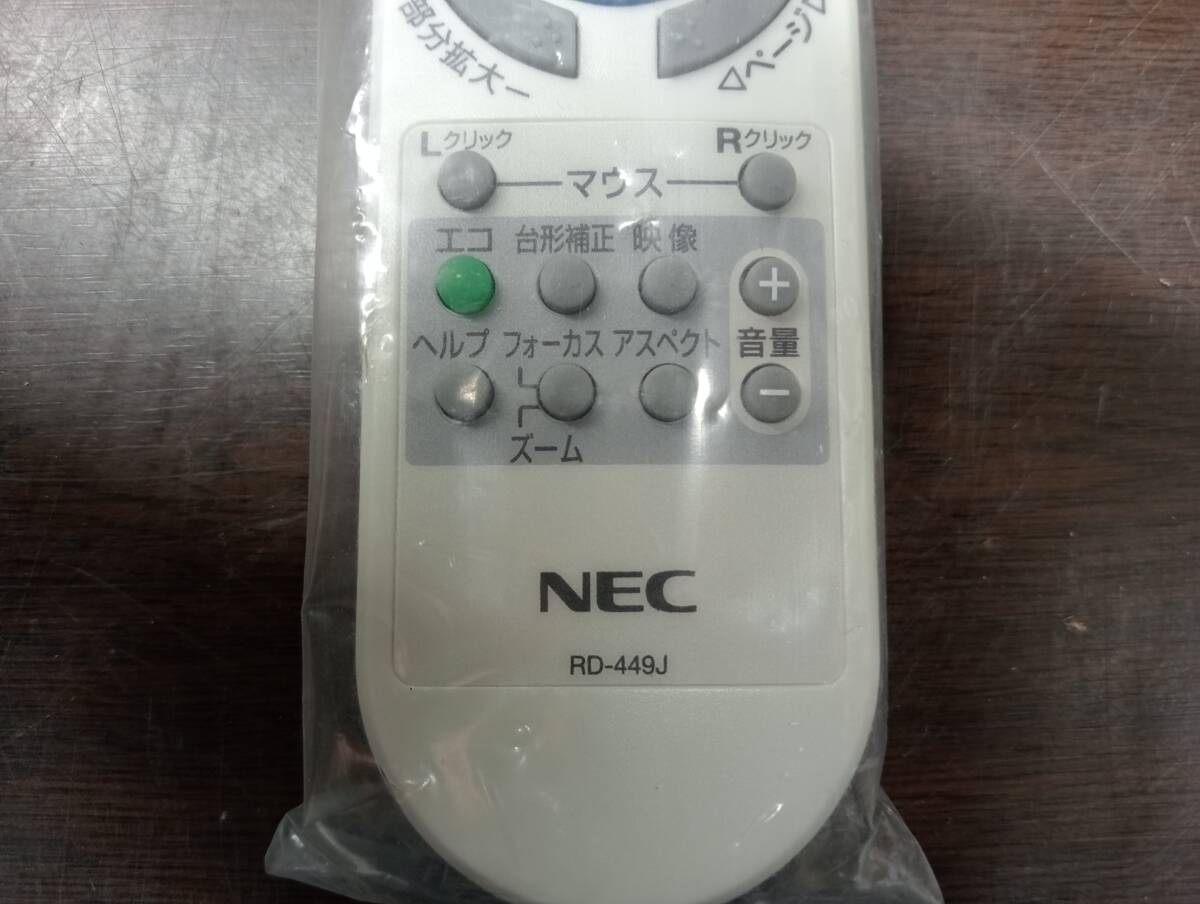 部分拡大ー
◁ページ▷
Lクリック
Rクリック
マウス
エコ 台形補正 映像
+
ヘルプ フォーカス アスペクト 音量
−
ズーム
NEC
RD-449J